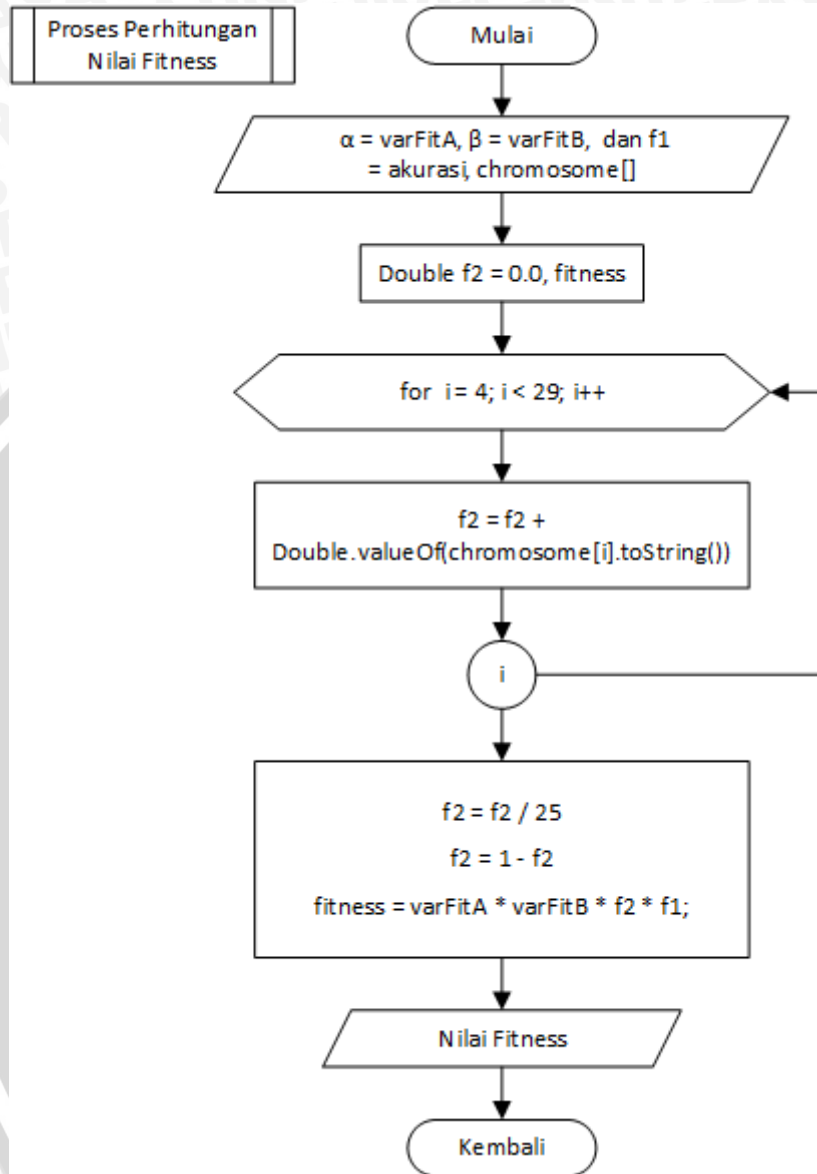 Proses Perhitungan
Nilai Fitness
Mulai
α = varFitA, β = varFitB, dan f1
= akurasi, chromosome[]
Double f2 = 0.0, fitness
for i = 4; i < 29; i++
f2 = f2 +
Double.valueOf(chromosome[i].toString())
i
f2 = f2 / 25
f2 = 1 - f2
fitness = varFitA * varFitB * f2 * f1;
Nilai Fitness
Kembali